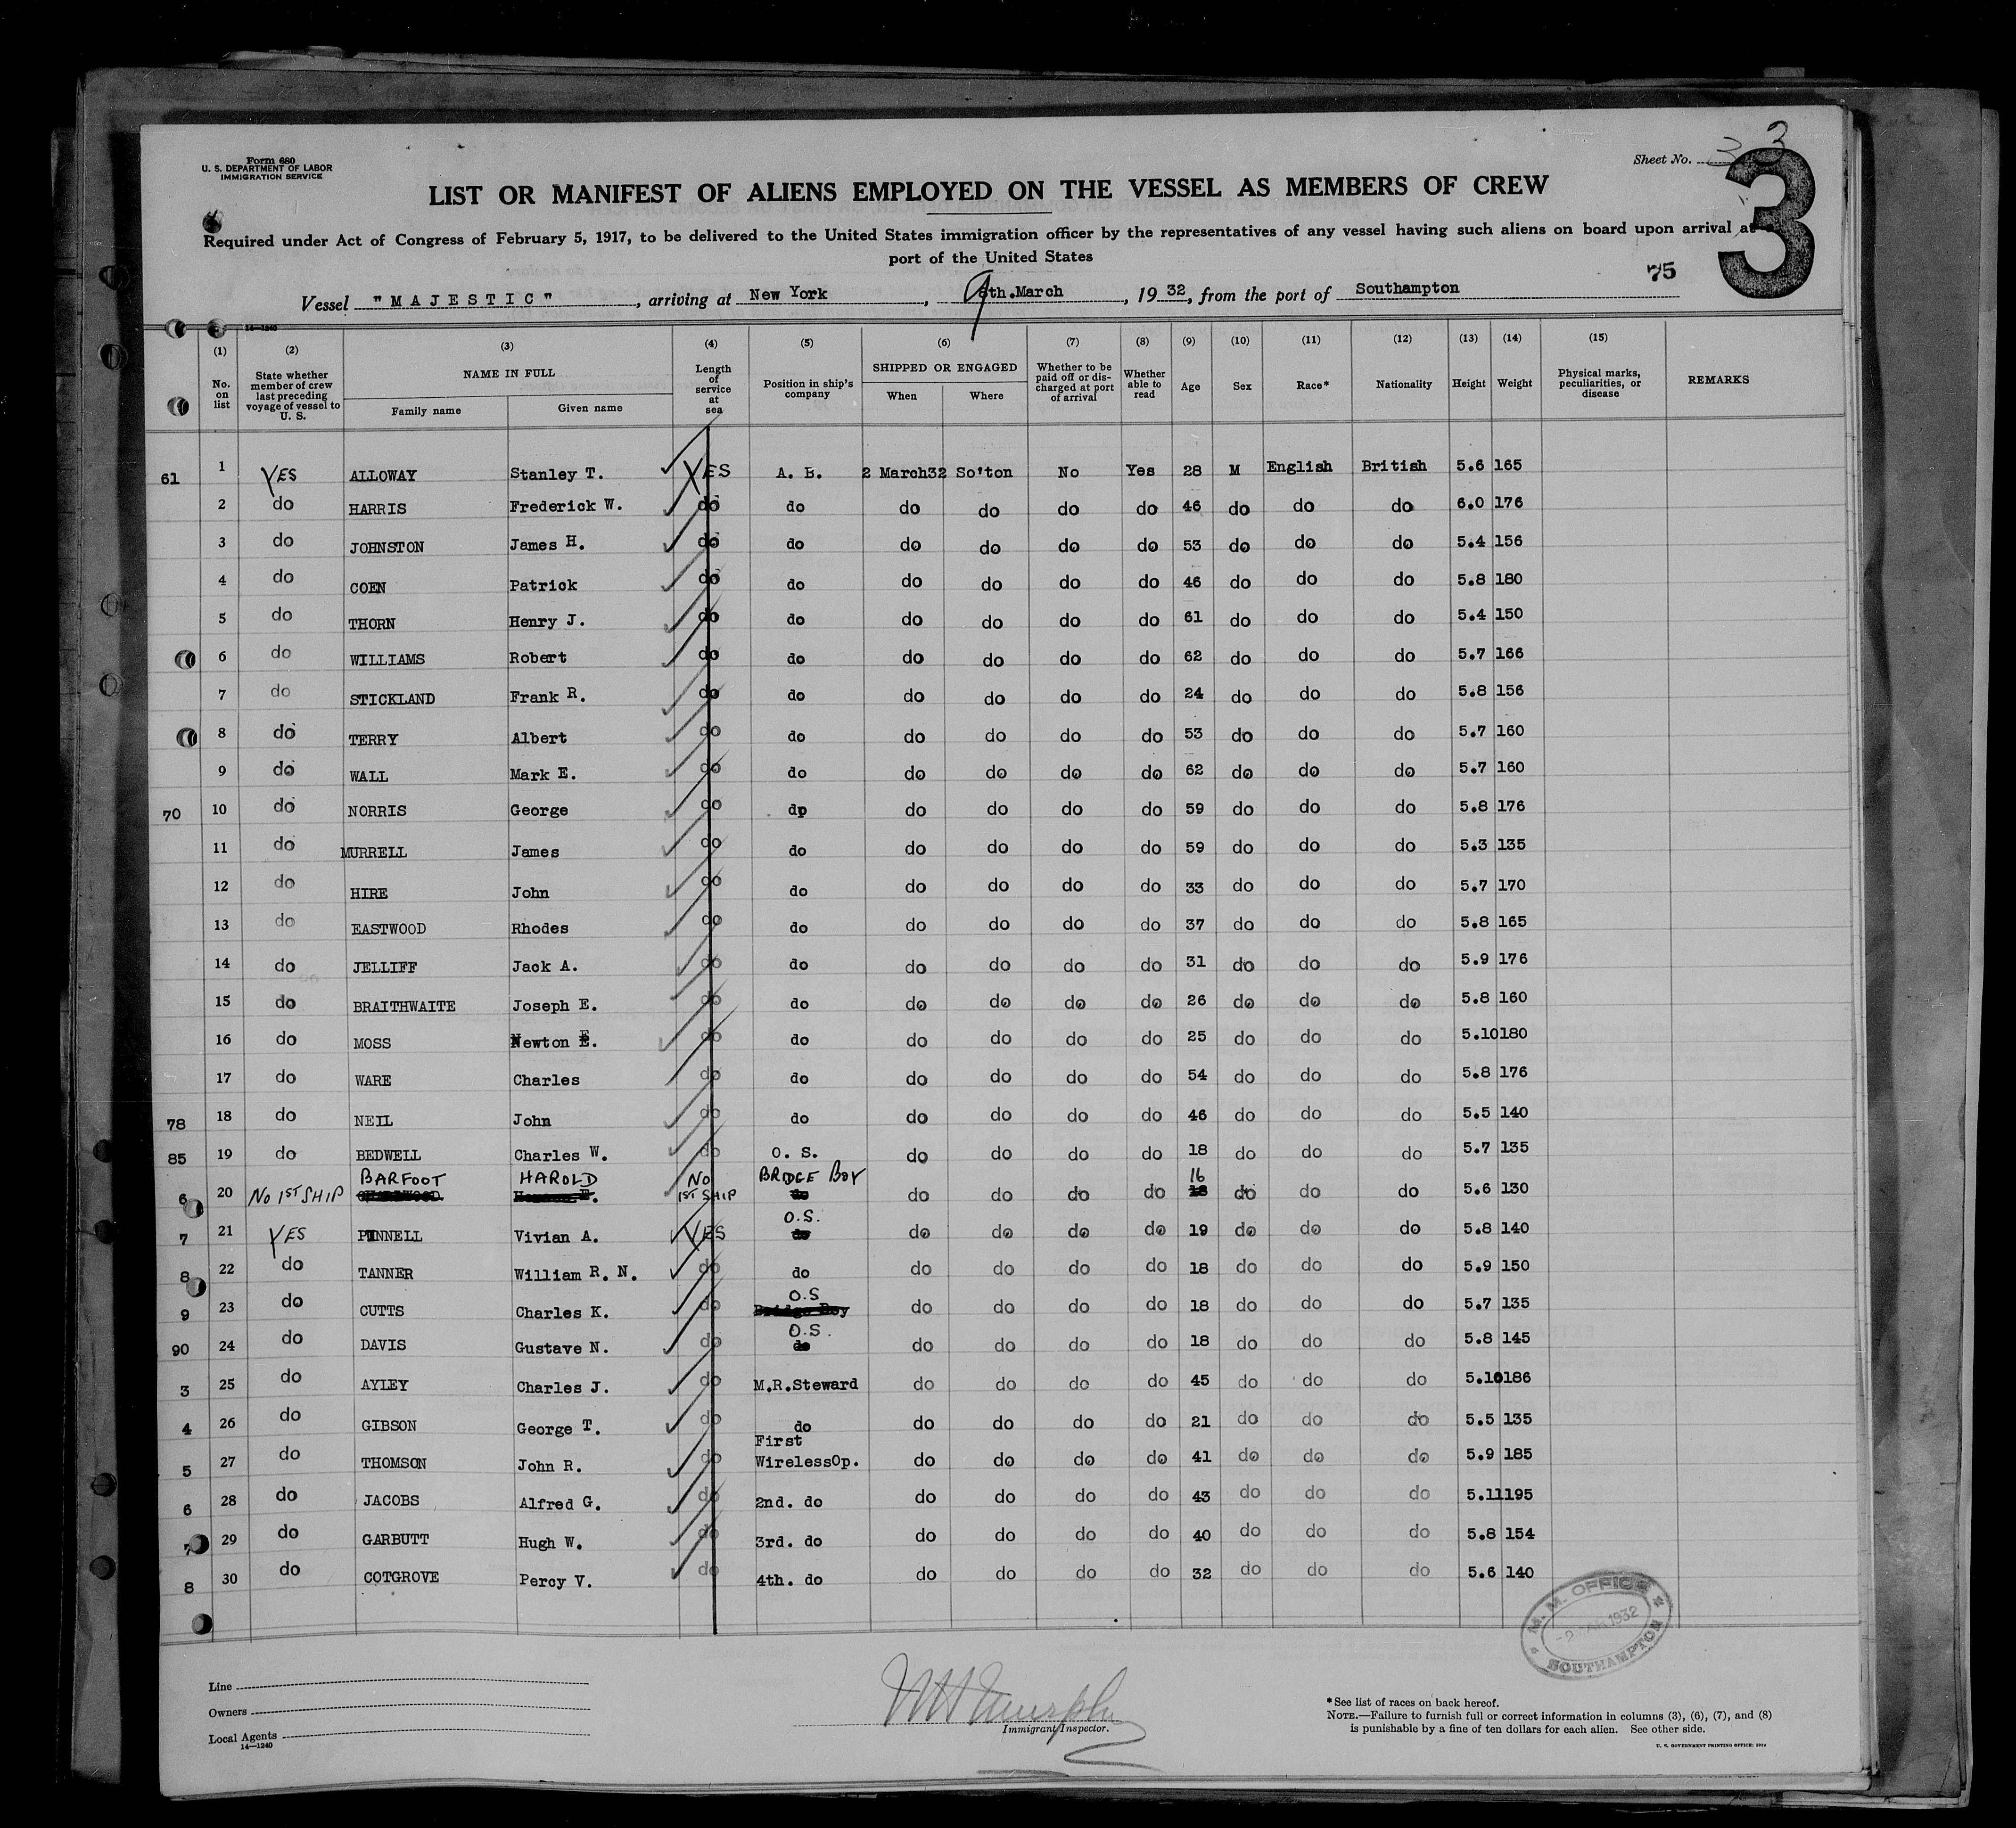 Form 680
U. S. DEPARTMENT OF LABOR
IMMIGRATION SERVICE
Sheet No. 3
3
LIST OR MANIFEST OF ALIENS EMPLOYED ON THE VESSEL AS MEMBERS OF CREW
Required under Act of Congress of February 5, 1917, to be delivered to the United States immigration officer by the representatives of any vessel having such aliens on board upon arrival at a
port of the United States
75
Vessel "MAJESTIC", arriving at New York, 9th.March, 1932, from the port of Southampton
14—1240
(1) No. on list
(2) State whether member of crew last preceding voyage of vessel to U. S.
(3) NAME IN FULL Family name Given name
(4) Length of service at sea
(5) Position in ship's company
(6) SHIPPED OR ENGAGED When Where
(7) Whether to be paid off or discharged at port of arrival
(8) Whether able to read
(9) Age
(10) Sex
(11) Race*
(12) Nationality
(13) Height
(14) Weight
(15) Physical marks, peculiarities, or disease
REMARKS
61 1 YES ALLOWAY Stanley T. YES A. B. 2 March32 So'ton No Yes 28 M English British 5.6 165
2 do HARRIS Frederick W. do do do do do do 46 do do do 6.0 176
3 do JOHNSTON James H. do do do do do do 53 do do do 5.4 156
4 do COEN Patrick do do do do do do 46 do do do 5.8 180
5 do THORN Henry J. do do do do do do 61 do do do 5.4 150
6 do WILLIAMS Robert do do do do do do 62 do do do 5.7 166
7 do STICKLAND Frank R. do do do do do do 24 do do do 5.8 156
8 do TERRY Albert do do do do do do 53 do do do 5.7 160
9 do WALL Mark E. do do do do do do 62 do do do 5.7 160
70 10 do NORRIS George do dp do do do do 59 do do do 5.8 176
11 do MURRELL James do do do do do do 59 do do do 5.3 135
12 do HIRE John do do do do do do 33 do do do 5.7 170
13 do EASTWOOD Rhodes do do do do do do 37 do do do 5.8 165
14 do JELLIFF Jack A. do do do do do do 31 do do do 5.9 176
15 do BRAITHWAITE Joseph E. do do do do do do 26 do do do 5.8 160
16 do MOSS Newton E. do do do do do do 25 do do do 5.10 180
17 do WARE Charles do do do do do do 54 do do do 5.8 176
78 18 do NEIL John do do do do do do 46 do do do 5.5 140
85 19 do BEDWELL Charles W. do O. S. do do do do 18 do do do 5.7 135
6 20 No 1ST SHIP BARFOOT HAROLD No 1ST SHIP BRIDGE BOY do do do do do 16 18 do do do 5.6 130
7 21 YES PINNELL Vivian A. YES O.S. do do do do do 19 do do do 5.8 140
8 22 do TANNER William R. N. do do do do do do 18 do do do 5.9 150
9 23 do CUTTS Charles K. do O.S Bridge Boy do do do do 18 do do do 5.7 135
90 24 do DAVIS Gustave N. do O.S. do do do do do 18 do do do 5.8 145
3 25 do AYLEY Charles J. do M.R.Steward do do do do 45 do do do 5.10 186
4 26 do GIBSON George T. do do do do do do 21 do do do 5.5 135
5 27 do THOMSON John R. do First WirelessOp. do do do do 41 do do do 5.9 185
6 28 do JACOBS Alfred G. do 2nd. do do do do do 43 do do do 5.11 195
7 29 do GARBUTT Hugh W. do 3rd. do do do do do 40 do do do 5.8 154
8 30 do COTGROVE Percy V. do 4th. do do do do do 32 do do do 5.6 140
M. M. OFFICE
-2 MAR 1932
SOUTHAMPTON
Line
Owners
Local Agents
14—1240
Murphy
Immigrant Inspector.
*See list of races on back hereof.
NOTE.—Failure to furnish full or correct information in columns (3), (6), (7), and (8)
is punishable by a fine of ten dollars for each alien. See other side.
U. S. GOVERNMENT PRINTING OFFICE: